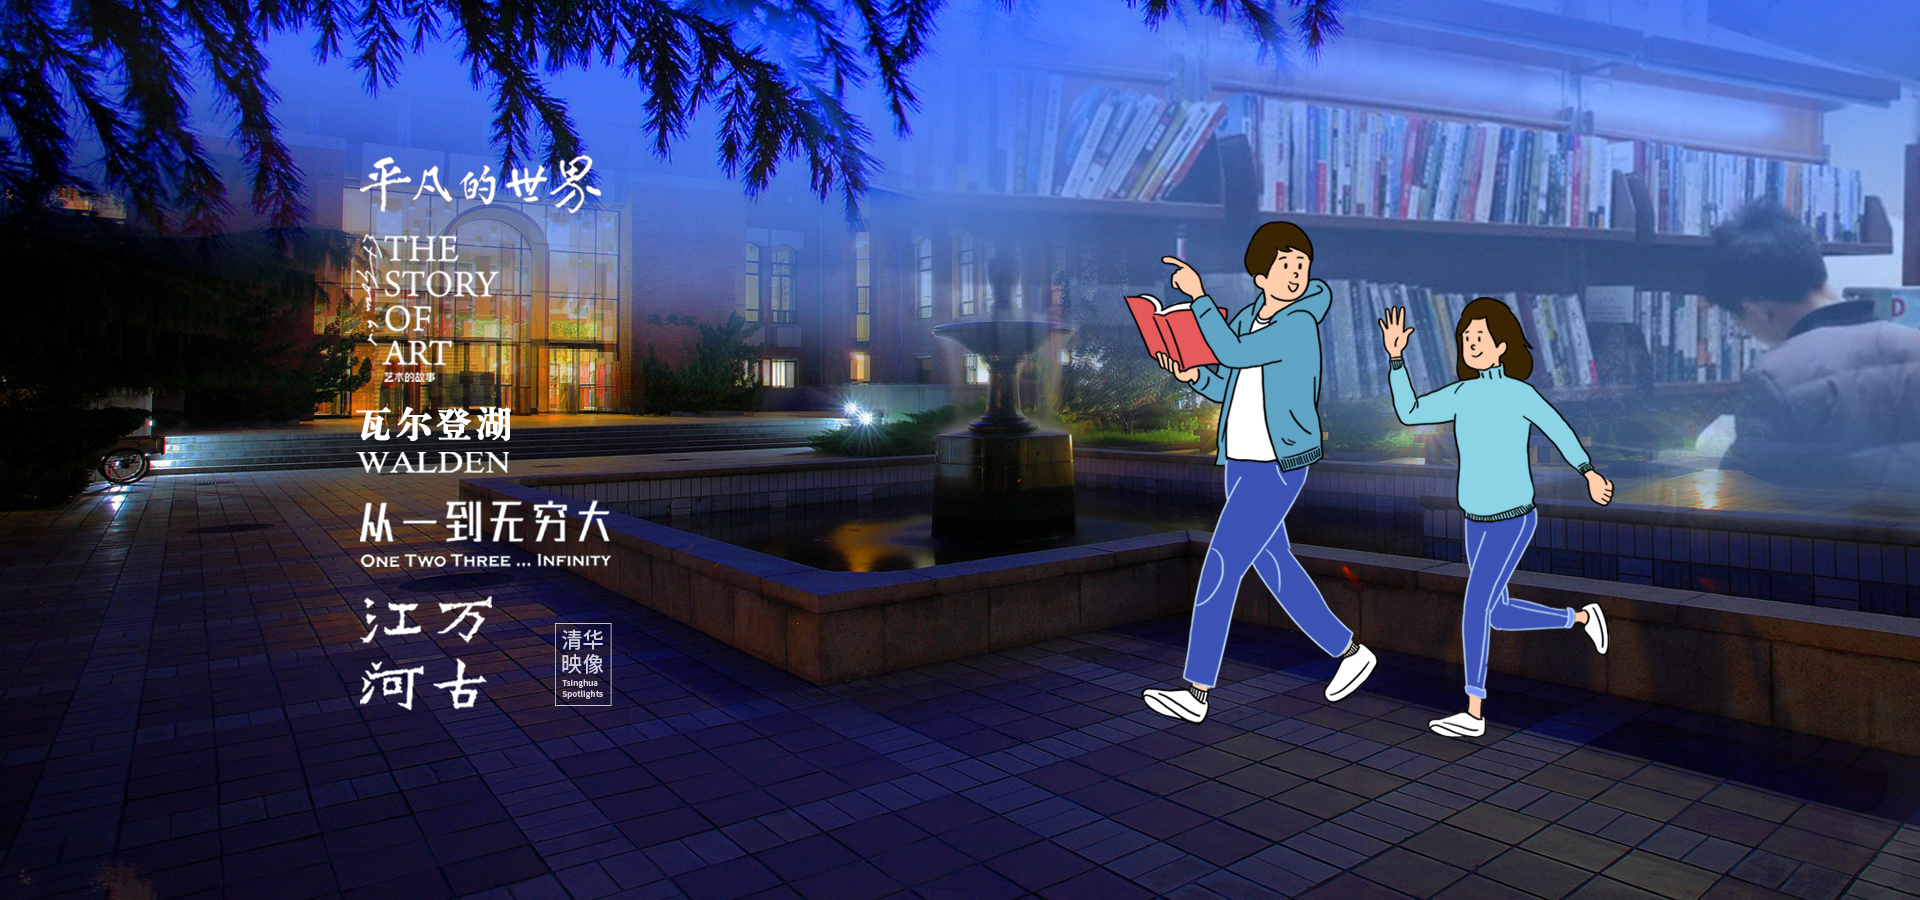 平凡的世界
THE
STORY
OF
ART
艺术的故事
瓦尔登湖
WALDEN
从一到无穷大
ONE TWO THREE ... INFINITY
江万
河古
清华
映像
Tsinghua
Spotlights
D